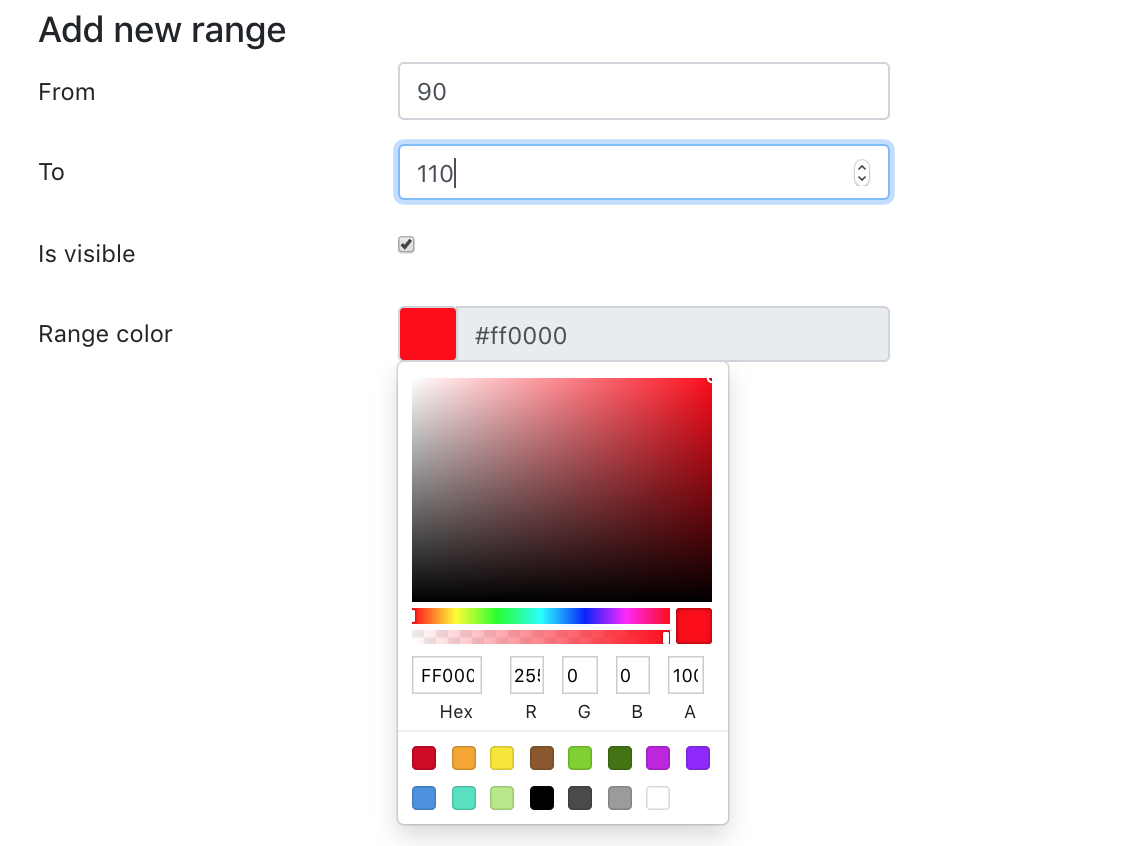 Add new range
From
90
To
110
Is visible
Range color
#ff0000
FF000
255
0
0
100
Hex
R
G
B
A